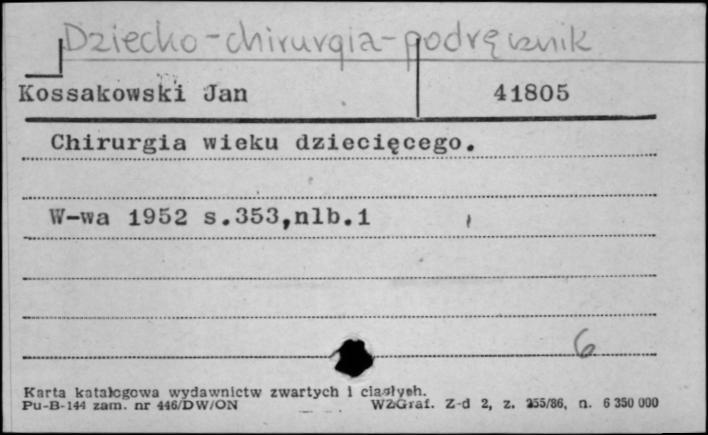 Dziecko-chirurgia-podręcznik
Kossakowski Jan 41805
Chirurgia wieku dziecięcego.
W-wa 1952 s.353,nlb.1
6
Karta katalogowa wydawnictw zwartych i ciągłych.
Pu-B-144 zam. nr 446/DW/ON WZGraf. Z-d 2, z. 255/86, n. 6 350 000